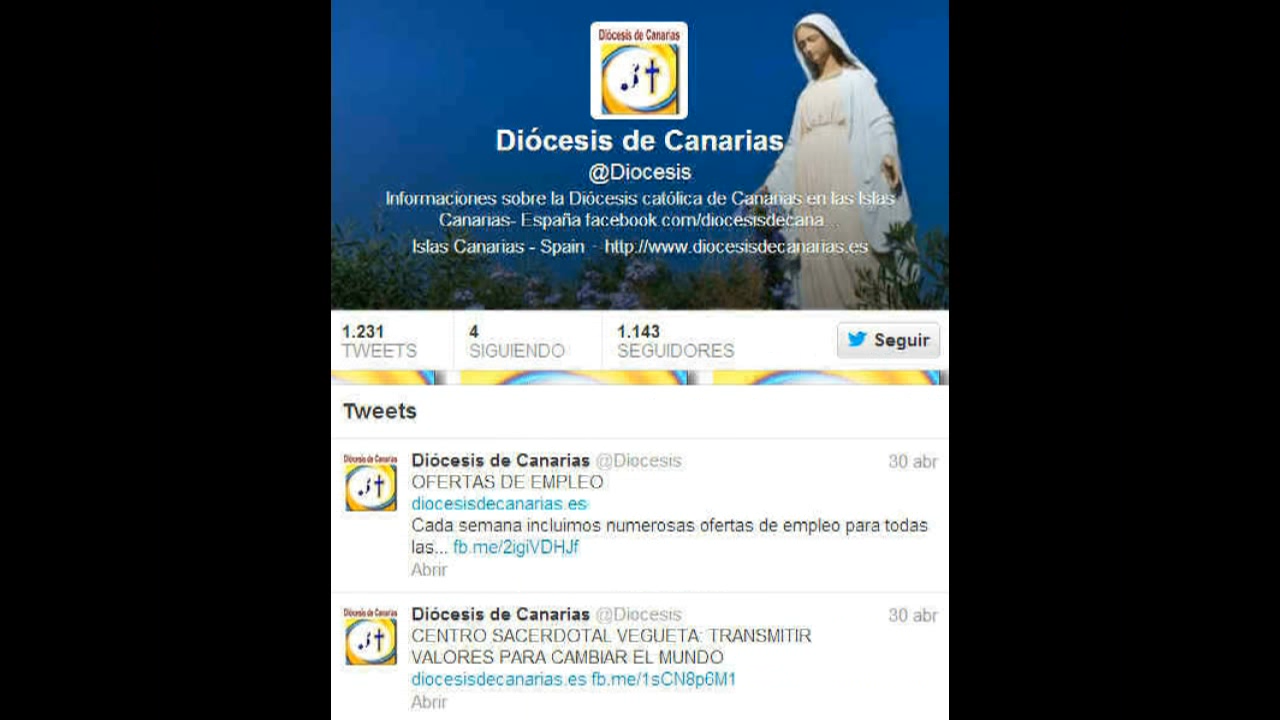 Diócesis de Canarias
Diócesis de Canarias
@Diocesis
Informaciones sobre la Diócesis católica de Canarias en las Islas
Canarias- España facebook.com/diocesisdecana...
Islas Canarias - Spain - http://www.diocesisdecanarias.es
1.231 4 1.143
TWEETS SIGUIENDO SEGUIDORES
Seguir
Tweets
Diócesis de Canarias
Diócesis de Canarias @Diocesis 30 abr
OFERTAS DE EMPLEO
diocesisdecanarias.es
Cada semana incluimos numerosas ofertas de empleo para todas
las... fb.me/2igiVDHJf
Abrir
Diócesis de Canarias
Diócesis de Canarias @Diocesis 30 abr
CENTRO SACERDOTAL VEGUETA: TRANSMITIR
VALORES PARA CAMBIAR EL MUNDO
diocesisdecanarias.es fb.me/1sCN8p6M1
Abrir